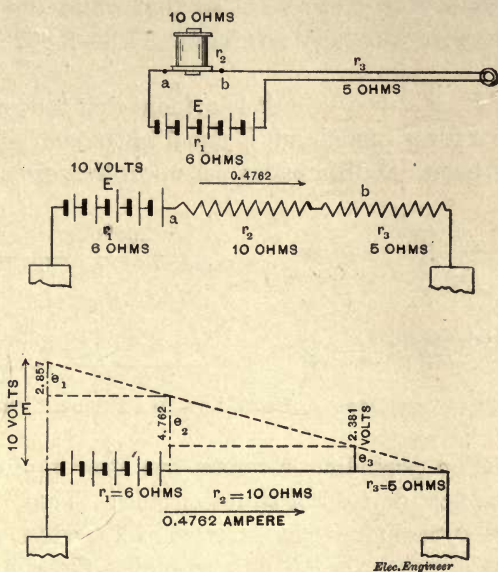 10 OHMS
r2
a b
r3
5 OHMS
E
r1
6 OHMS
10 VOLTS
E
0.4762
a
b
r1
6 OHMS
r2
10 OHMS
r3
5 OHMS
10 VOLTS
E
2.857
e1
4.762
e2
2.381
VOLTS
e3
r1=6 OHMS
r2=10 OHMS
r3=5 OHMS
0.4762 AMPERE
Elec. Engineer